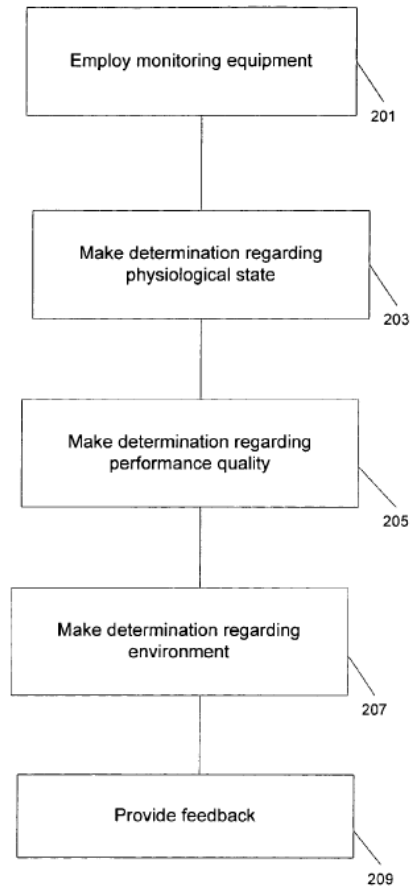 Employ monitoring equipment
201
Make determination regarding
physiological state
203
Make determination regarding
performance quality
205
Make determination regarding
environment
207
Provide feedback
209